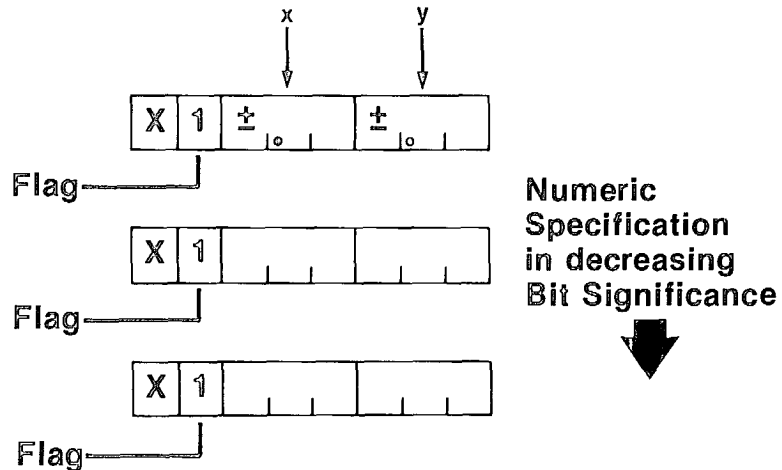 x y
X 1 ± . ± .
Flag
Numeric
Specification
in decreasing
Bit Significance
X 1
Flag
X 1
Flag